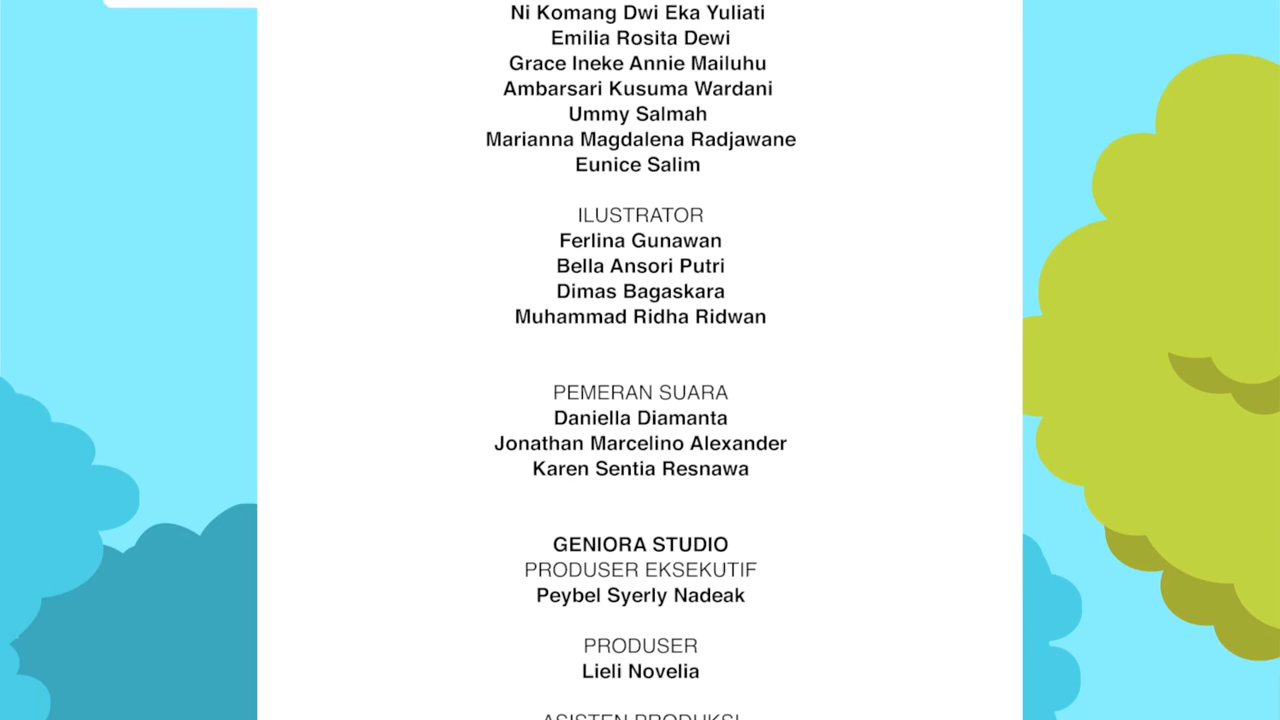 Ni Komang Dwi Eka Yuliati
Emilia Rosita Dewi
Grace Ineke Annie Mailuhu
Ambarsari Kusuma Wardani
Ummy Salmah
Marianna Magdalena Radjawane
Eunice Salim
ILUSTRATOR
Ferlina Gunawan
Bella Ansori Putri
Dimas Bagaskara
Muhammad Ridha Ridwan
PEMERAN SUARA
Daniella Diamanta
Jonathan Marcelino Alexander
Karen Sentia Resnawa
GENIORA STUDIO
PRODUSER EKSEKUTIF
Peybel Syerly Nadeak
PRODUSER
Lieli Novelia
ASISTEN PRODUKSI